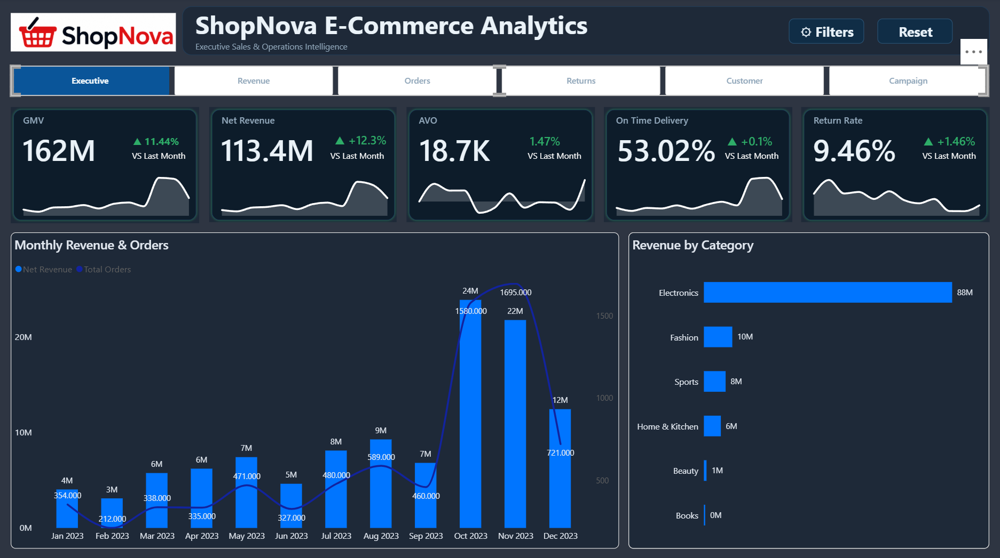 ShopNova
ShopNova E-Commerce Analytics
Executive Sales & Operations Intelligence
Filters
Reset
Executive
Revenue
Orders
Returns
Customer
Campaign
GMV
162M
▲ 11.44%
VS Last Month
Net Revenue
113.4M
▲ +12.3%
VS Last Month
AVO
18.7K
1.47%
VS Last Month
On Time Delivery
53.02%
▲ +0.1%
VS Last Month
Return Rate
9.46%
▲ +1.46%
VS Last Month
Monthly Revenue & Orders
Net Revenue Total Orders
20M
10M
0M
1500
1000
500
4M
3M
6M
6M
7M
5M
8M
9M
7M
24M
22M
12M
354.000
212.000
338.000
335.000
471.000
327.000
480.000
589.000
460.000
1580.000
1695.000
721.000
Jan 2023 Feb 2023 Mar 2023 Apr 2023 May 2023 Jun 2023 Jul 2023 Aug 2023 Sep 2023 Oct 2023 Nov 2023 Dec 2023
Revenue by Category
Electronics 88M
Fashion 10M
Sports 8M
Home & Kitchen 6M
Beauty 1M
Books 0M